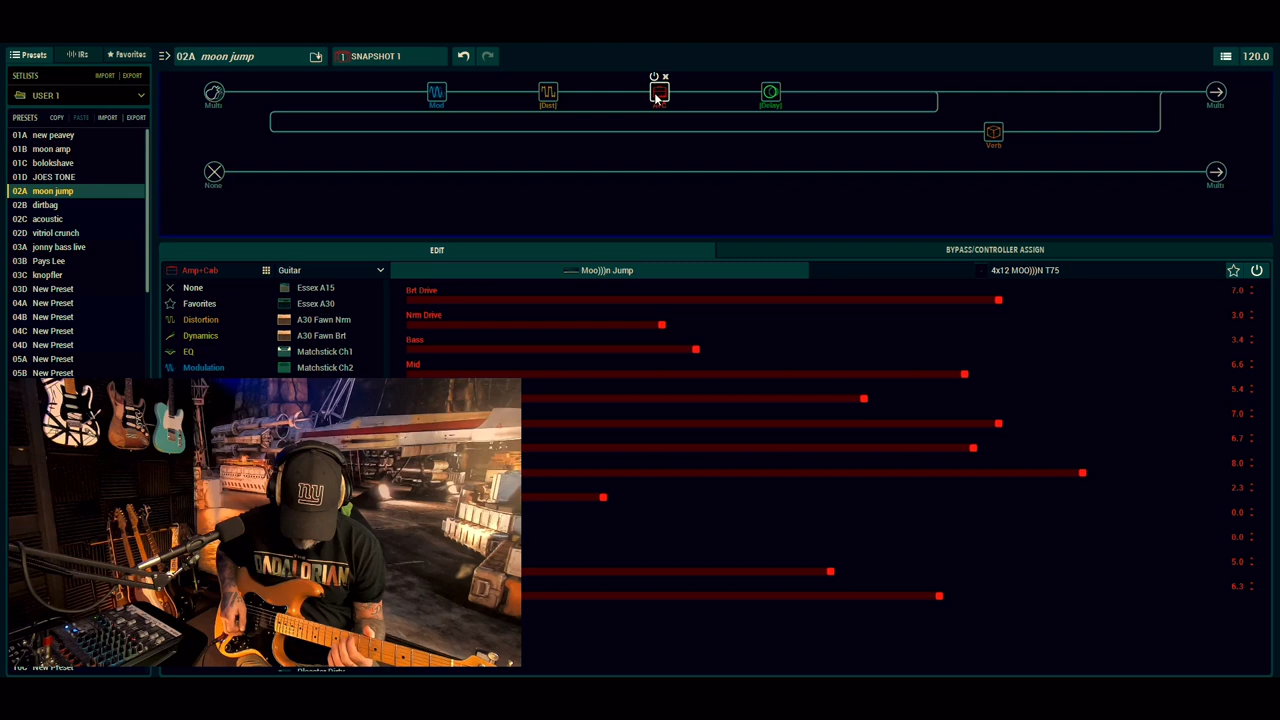 Presets IRs Favorites 02A moon jump 1 SNAPSHOT 1 120.0
SETLISTS IMPORT EXPORT
USER 1
PRESETS COPY PASTE IMPORT EXPORT
01A new peavey
01B moon amp
01C bolokshave
01D JOES TONE
02A moon jump
02B dirtbag
02C acoustic
02D vitriol crunch
03A jonny bass live
03B Pays Lee
03C knopfler
03D New Preset
04A New Preset
04B New Preset
04C New Preset
04D New Preset
05A New Preset
05B New Preset
New Preset
Multi Mnd [Dist] [Delay] Multi
Verb
None Multi
EDIT BYPASS/CONTROLLER ASSIGN
Amp+Cab Guitar Moo)))n Jump 4x12 MOO)))N T75
None
Favorites
Distortion
Dynamics
EQ
Modulation
Essex A15
Essex A30
A30 Fawn Nrm
A30 Fawn Brt
Matchstick Ch1
Matchstick Ch2
Brt Drive 7.0
Nrm Drive 3.0
Bass 3.4
Mid 6.6
5.4
7.0
6.7
8.0
2.3
0.0
0.0
5.0
6.3
ny
THE
DADALORIAN